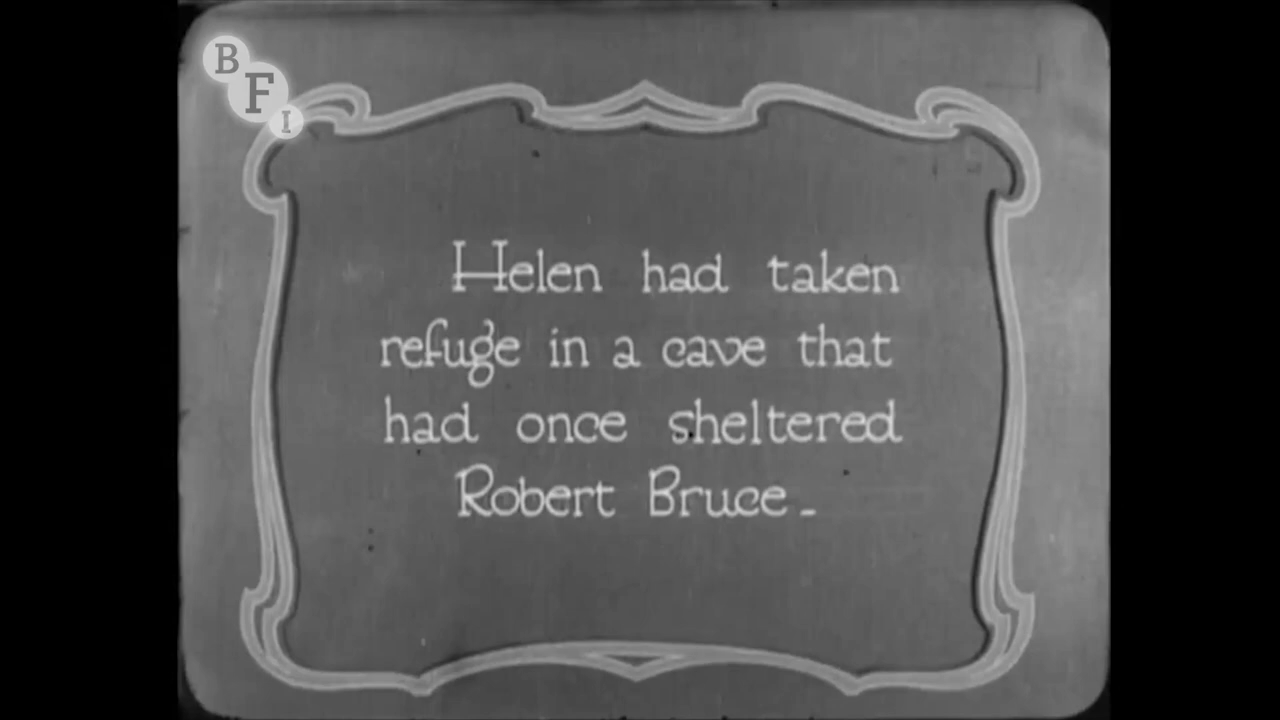 BFI
Helen had taken
refuge in a cave that
had once sheltered
Robert Bruce -